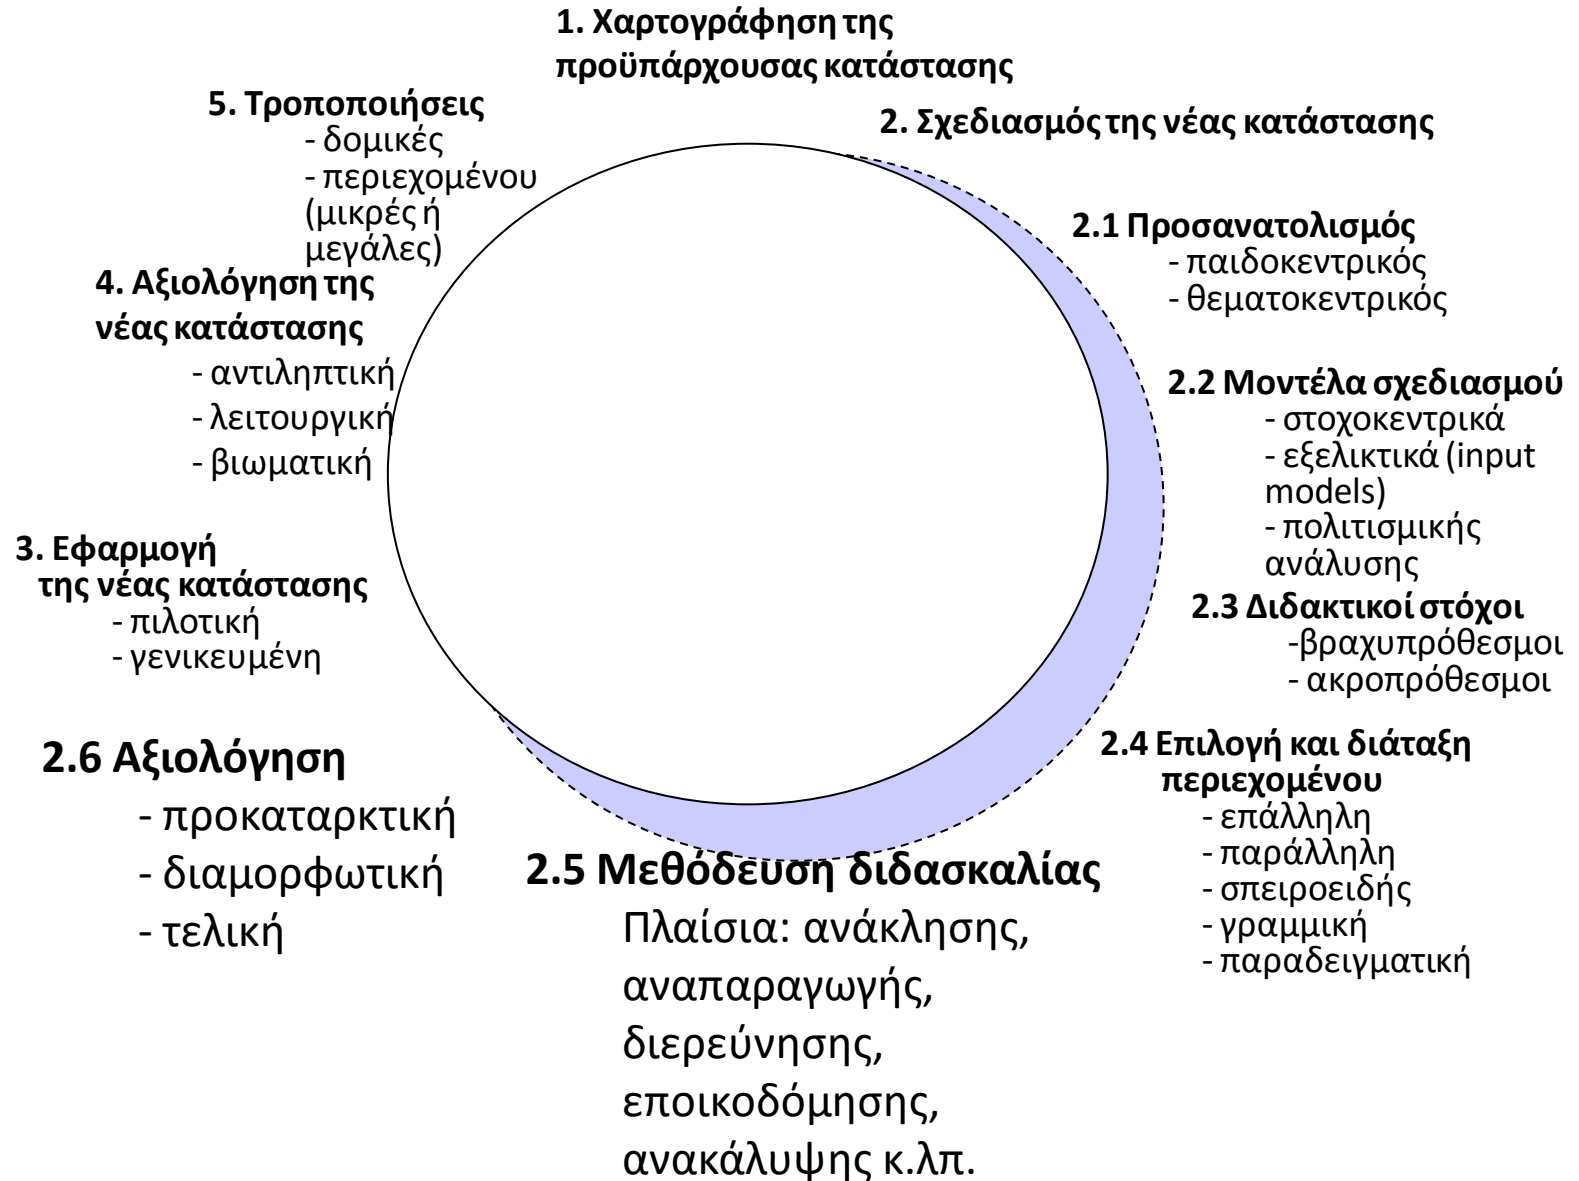 1. Χαρτογράφηση της
προϋπάρχουσας κατάστασης
2. Σχεδιασμός της νέας κατάστασης
2.1 Προσανατολισμός
- παιδοκεντρικός
- θεματοκεντρικός
2.2 Μοντέλα σχεδιασμού
- στοχοκεντρικά
- εξελικτικά (input
models)
- πολιτισμικής
ανάλυσης
2.3 Διδακτικοί στόχοι
-βραχυπρόθεσμοι
- ακροπρόθεσμοι
2.4 Επιλογή και διάταξη
περιεχομένου
- επάλληλη
- παράλληλη
- σπειροειδής
- γραμμική
- παραδειγματική
2.5 Μεθόδευση διδασκαλίας
Πλαίσια: ανάκλησης,
αναπαραγωγής,
διερεύνησης,
εποικοδόμησης,
ανακάλυψης κ.λπ.
2.6 Αξιολόγηση
- προκαταρκτική
- διαμορφωτική
- τελική
3. Εφαρμογή
της νέας κατάστασης
- πιλοτική
- γενικευμένη
4. Αξιολόγηση της
νέας κατάστασης
- αντιληπτική
- λειτουργική
- βιωματική
5. Τροποποιήσεις
- δομικές
- περιεχομένου
(μικρές ή
μεγάλες)